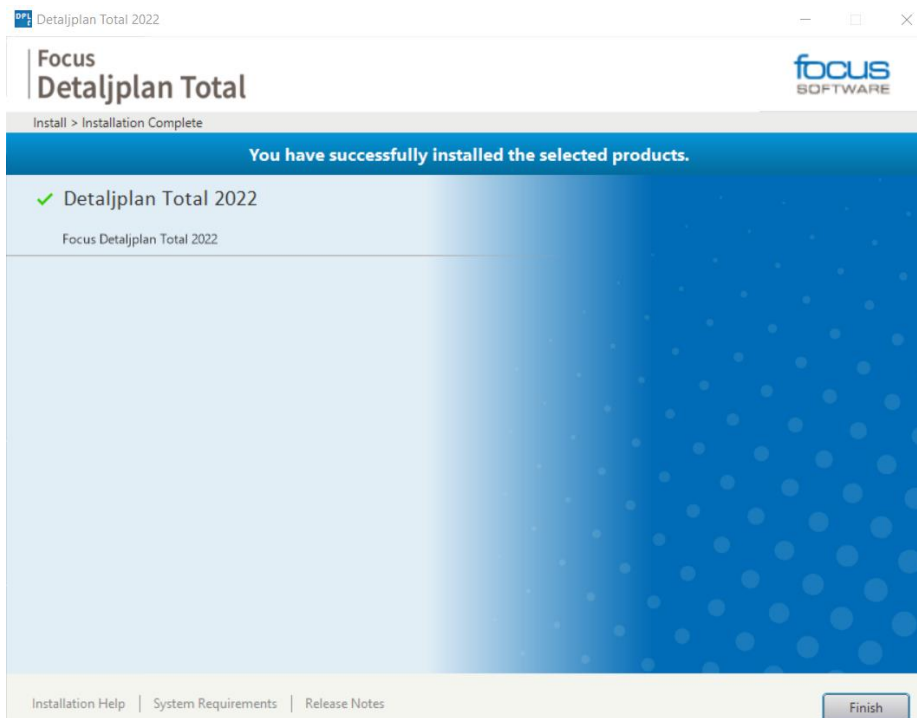 DPL
Detaljplan Total 2022
Focus
Detaljplan Total
focus
SOFTWARE
Install > Installation Complete
You have successfully installed the selected products.
Detaljplan Total 2022
Focus Detaljplan Total 2022
Installation Help | System Requirements | Release Notes
Finish